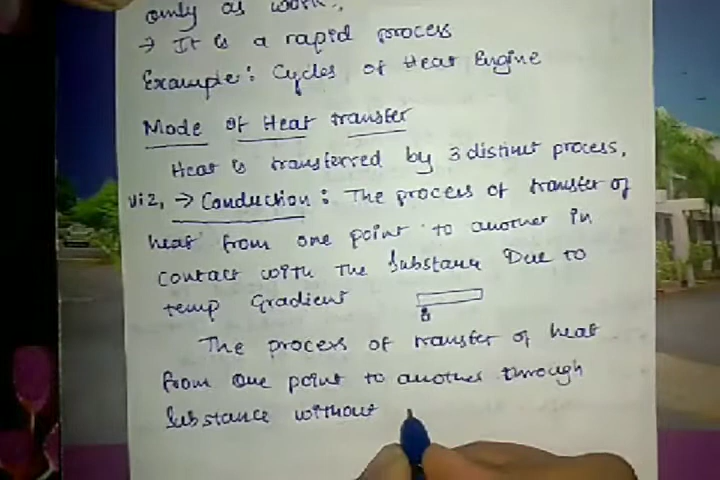 only as work.,
→ It is a rapid process
Example: Cycles of Heat Engine
Mode of Heat transfer
Heat is transferred by 3 distinct process,
viz, → Conduction : The process of transfer of
heat from one point to another in
contact with the Substance Due to
temp Gradient
The process of transfer of heat
from one point to another through
Substance without